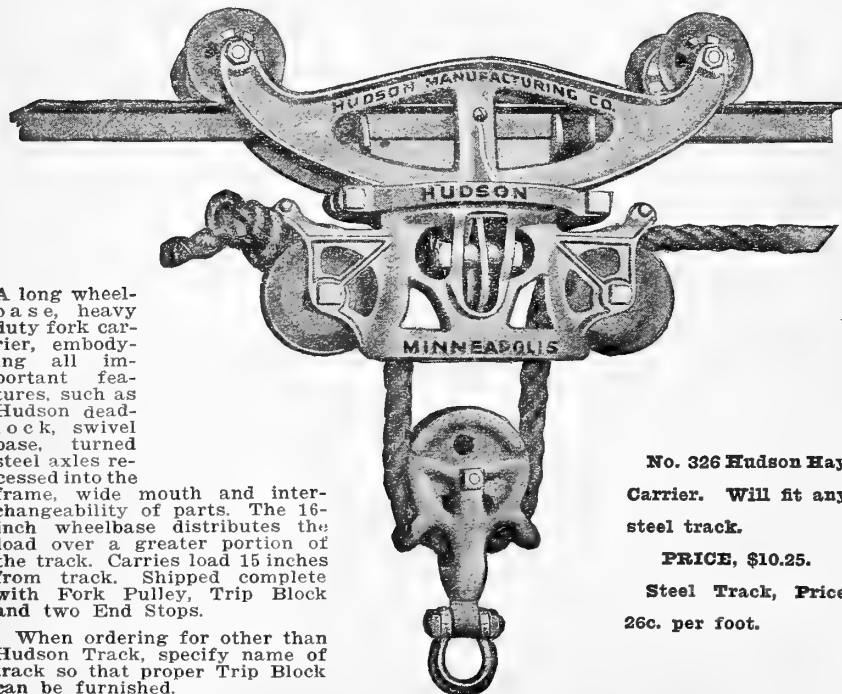 HUDSON MANUFACTURING CO.
HUDSON
MINNEAPOLIS
A long wheel-
base, heavy
duty fork car-
rier, embody-
ing all im-
portant fea-
tures, such as
Hudson dead-
lock, swivel
base, turned
steel axles re-
cessed into the
frame, wide mouth and inter-
changeability of parts. The 16-
inch wheelbase distributes the
load over a greater portion of
the track. Carries load 15 inches
from track. Shipped complete
with Fork Pulley, Trip Block
and two End Stops.
When ordering for other than
Hudson Track, specify name of
track so that proper Trip Block
can be furnished.
No. 326 Hudson Hay
Carrier. Will fit any
steel track.
PRICE, $10.25.
Steel Track, Price
26c. per foot.